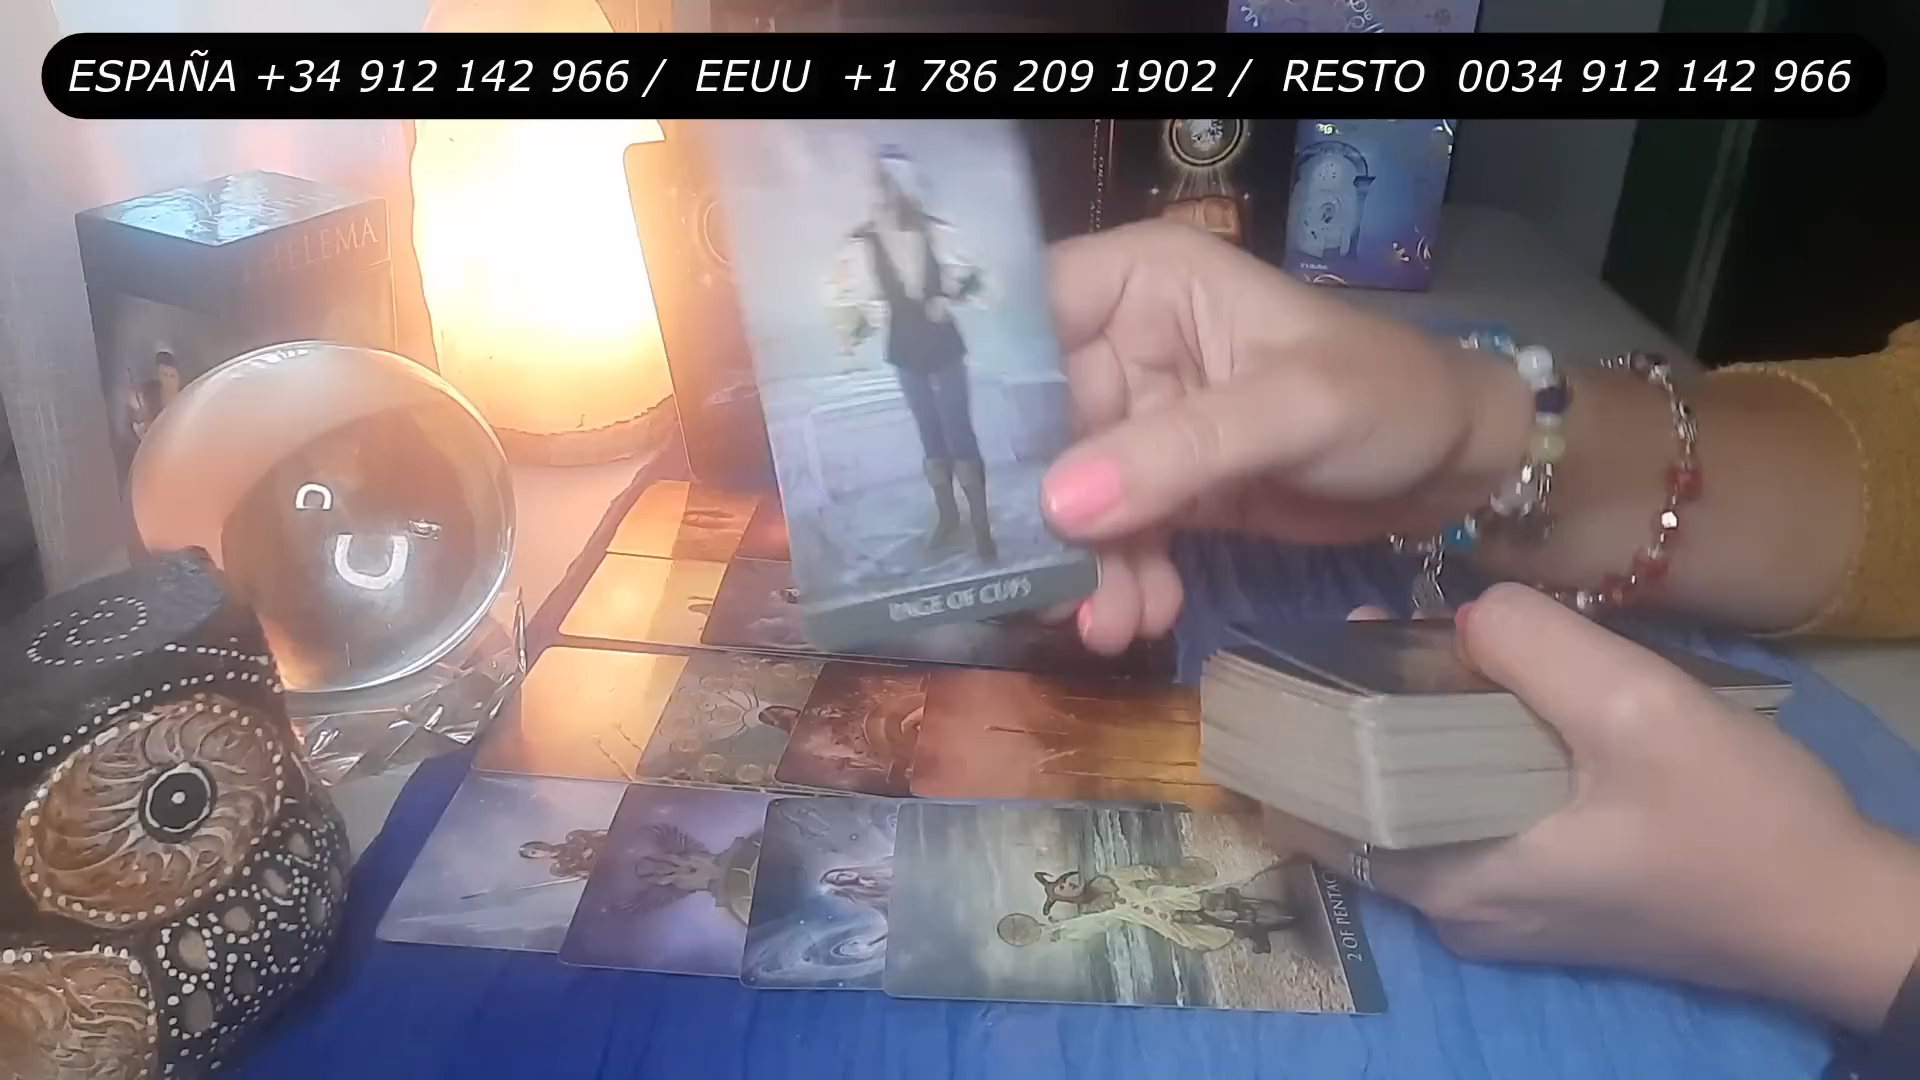 ESPAÑA +34 912 142 966 / EEUU +1 786 209 1902 / RESTO 0034 912 142 966
THELEMA
PAGE OF CUPS
2 OF PENTAC